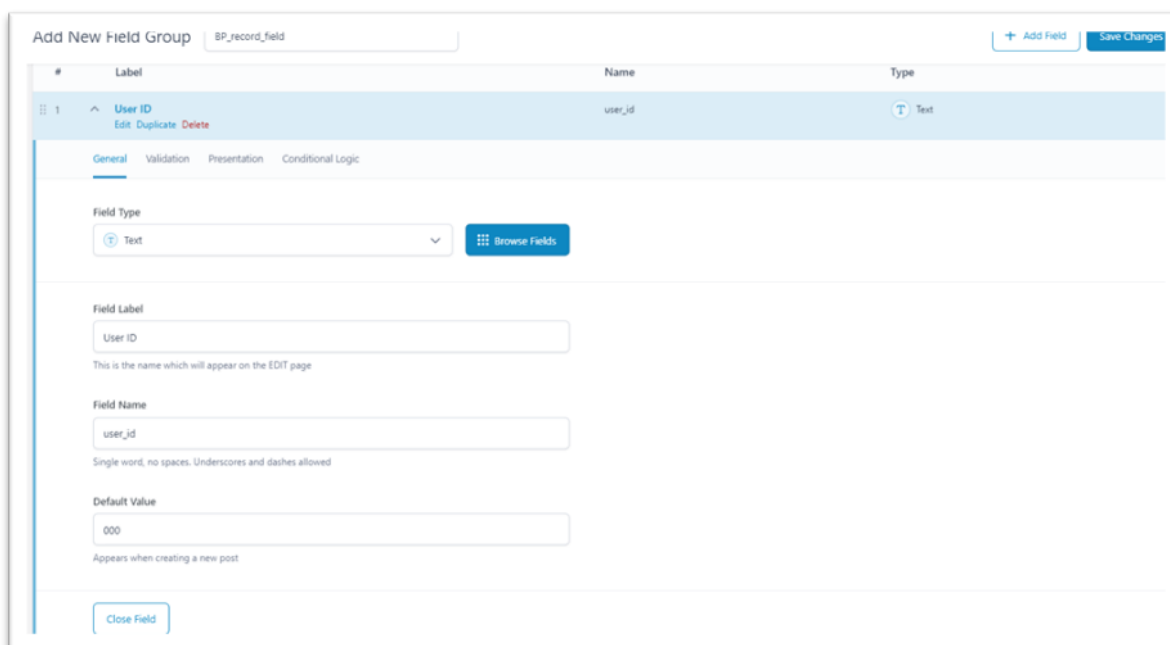 Add New Field Group BP_record_field + Add Field Save Changes
# Label Name Type
1 User ID user_id T Text
Edit Duplicate Delete
General Validation Presentation Conditional Logic
Field Type
T Text Browse Fields
Field Label
User ID
This is the name which will appear on the EDIT page
Field Name
user_id
Single word, no spaces. Underscores and dashes allowed
Default Value
000
Appears when creating a new post
Close Field